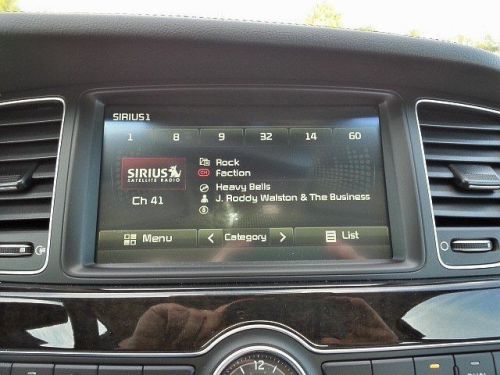 SIRIUS1
1 8 9 32 14 60
SIRIUS
SATELLITE RADIO
Ch 41
Rock
CH Faction
Heavy Bells
J. Roddy Walston & The Business
Menu < Category > List
12